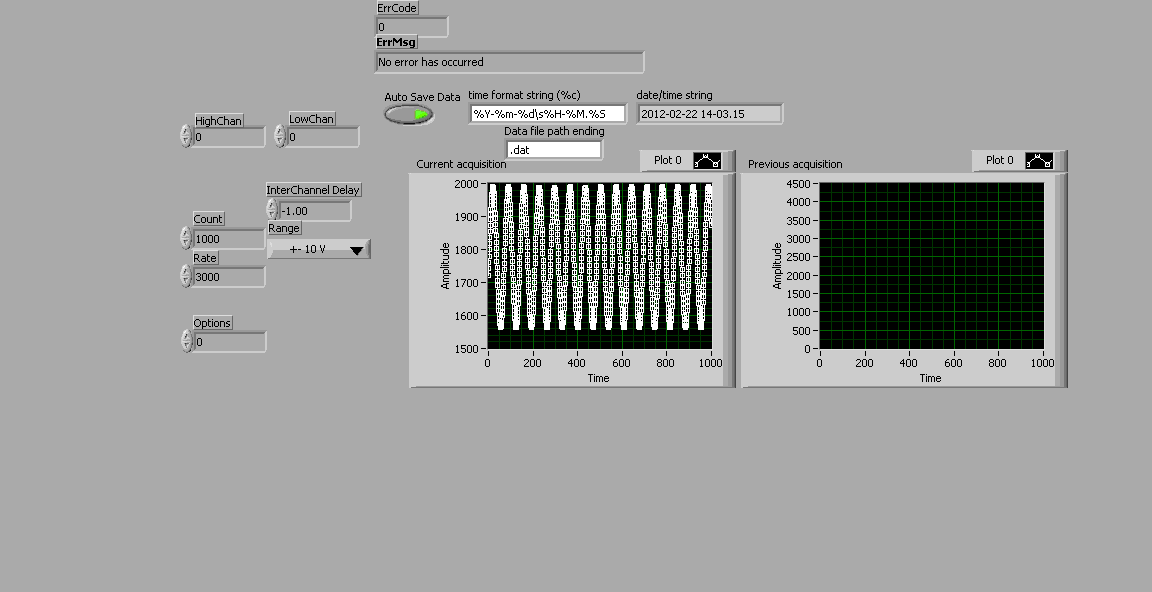 ErrCode
0
ErrMsg
No error has occurred
Auto Save Data
time format string (%c)
date/time string
%Y-%m-%d\s%H-%M.%S
2012-02-22 14-03.15
HighChan
LowChan
0
0
Data file path ending
.dat
Current acquisition
Plot 0
Previous acquisition
Plot 0
InterChannel Delay
-1.00
Count
1000
Range
+- 10 V
Rate
3000
Options
0
2000
1900
1800
1700
1600
1500
Amplitude
0
200
400
600
800
1000
Time
4500
4000
3500
3000
2500
2000
1500
1000
500
0
Amplitude
0
200
400
600
800
1000
Time